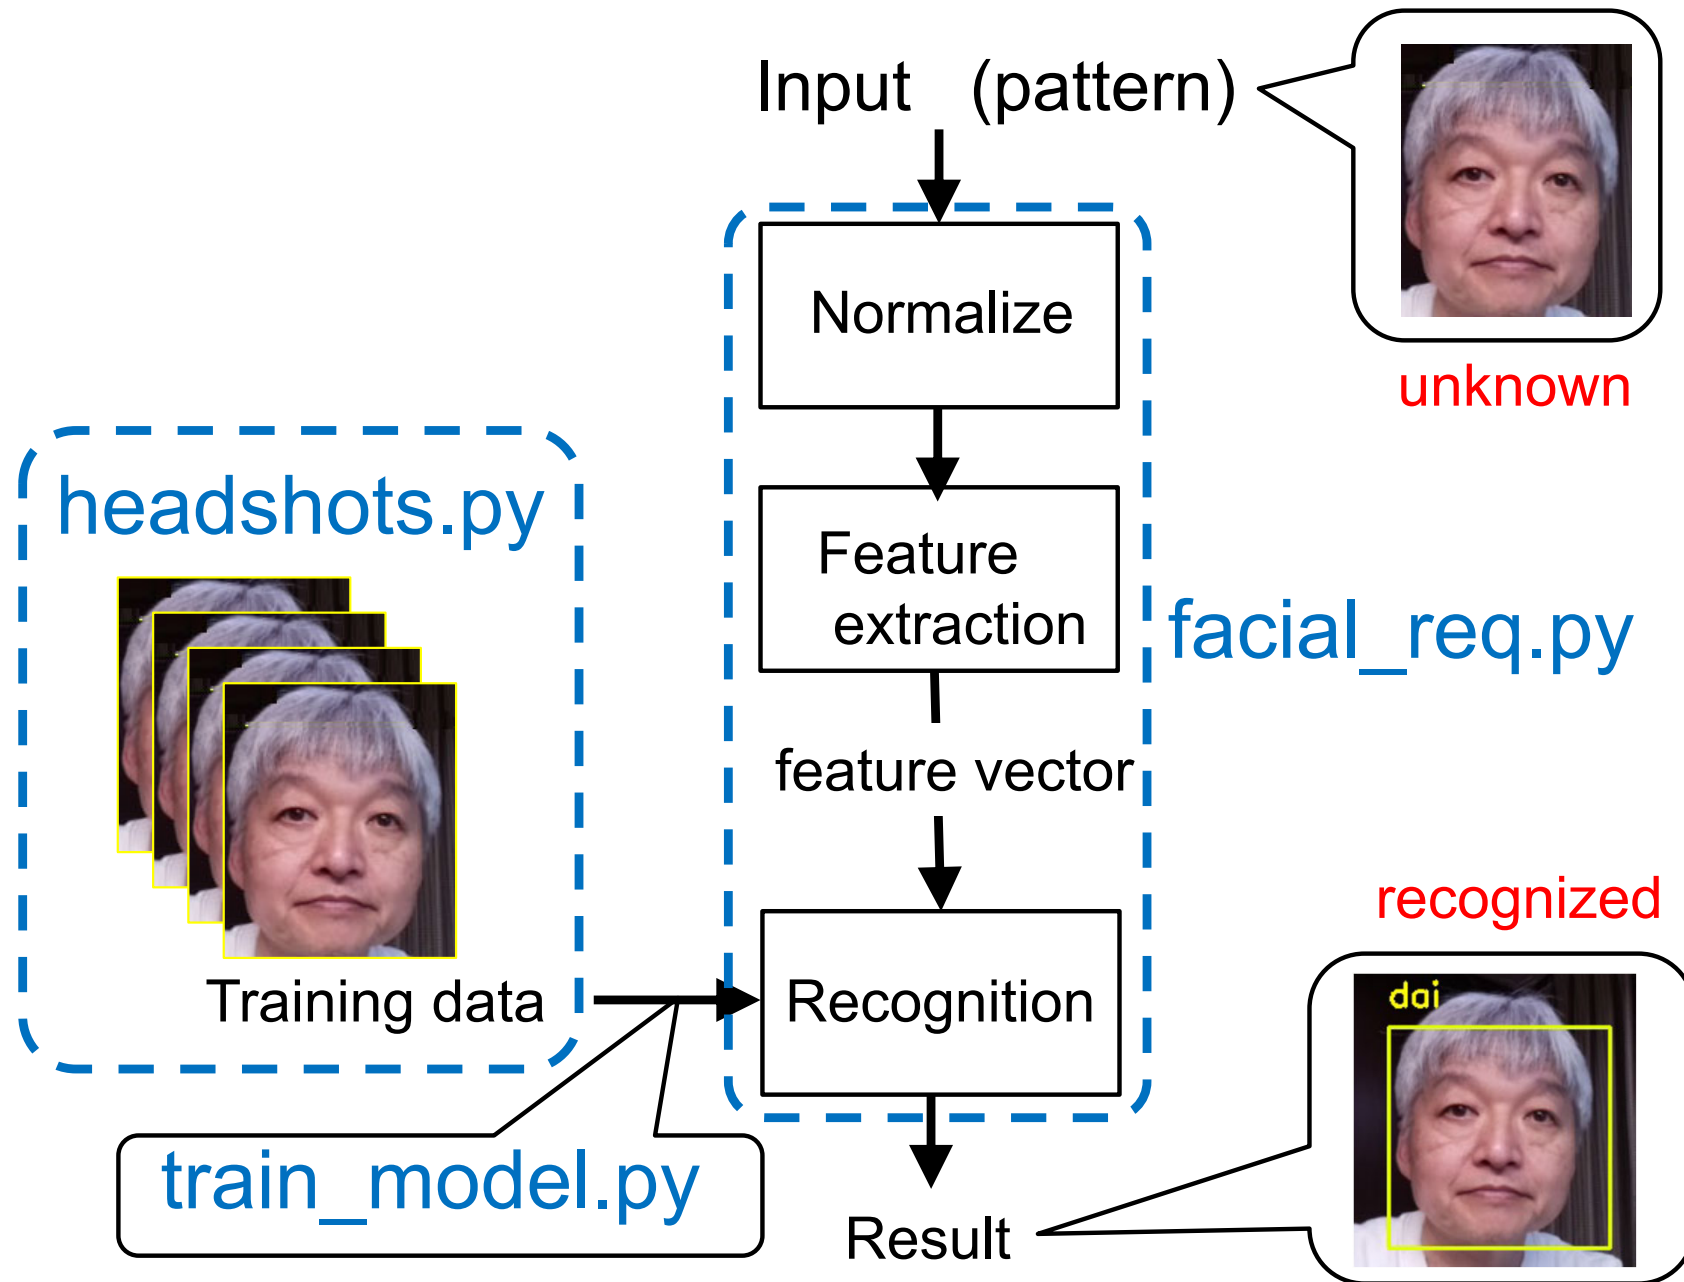 Input (pattern)
unknown
Normalize
headshots.py
Feature
extraction
facial_req.py
feature vector
recognized
Training data
Recognition
dai
train_model.py
Result